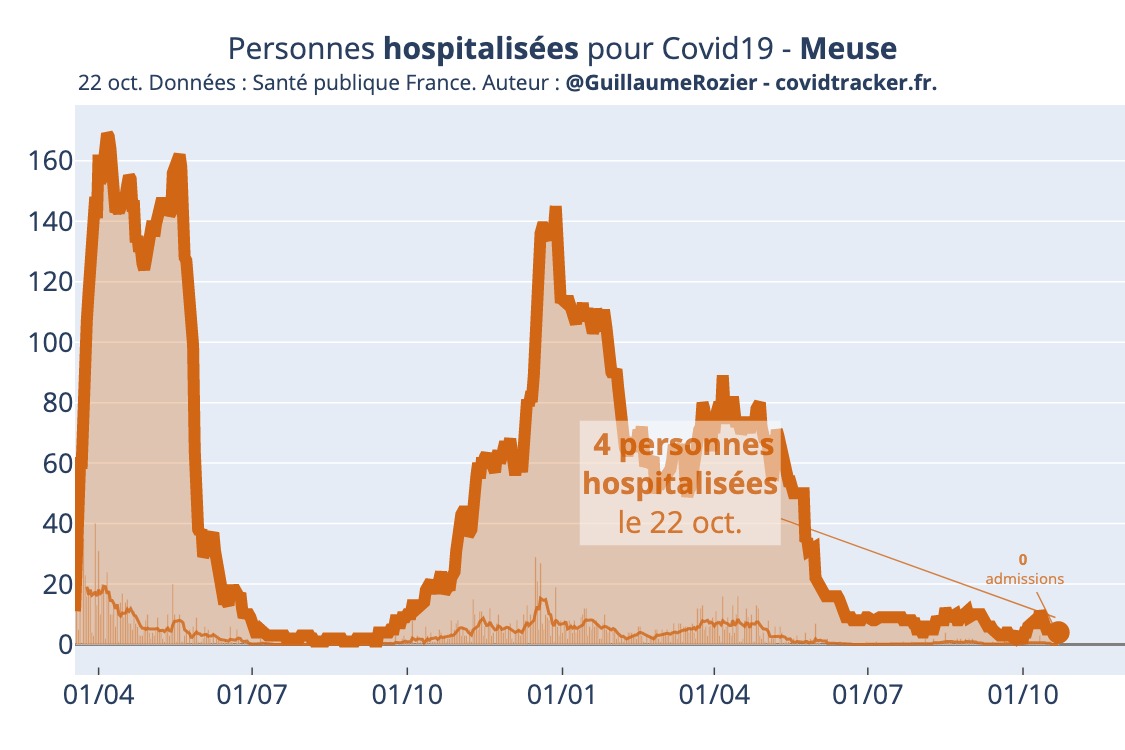 Personnes hospitalisées pour Covid19 - Meuse
22 oct. Données : Santé publique France. Auteur : @GuillaumeRozier - covidtracker.fr.
160
140
120
100
80
60
40
20
0
4 personnes
hospitalisées
le 22 oct.
0
admissions
01/04
01/07
01/10
01/01
01/04
01/07
01/10